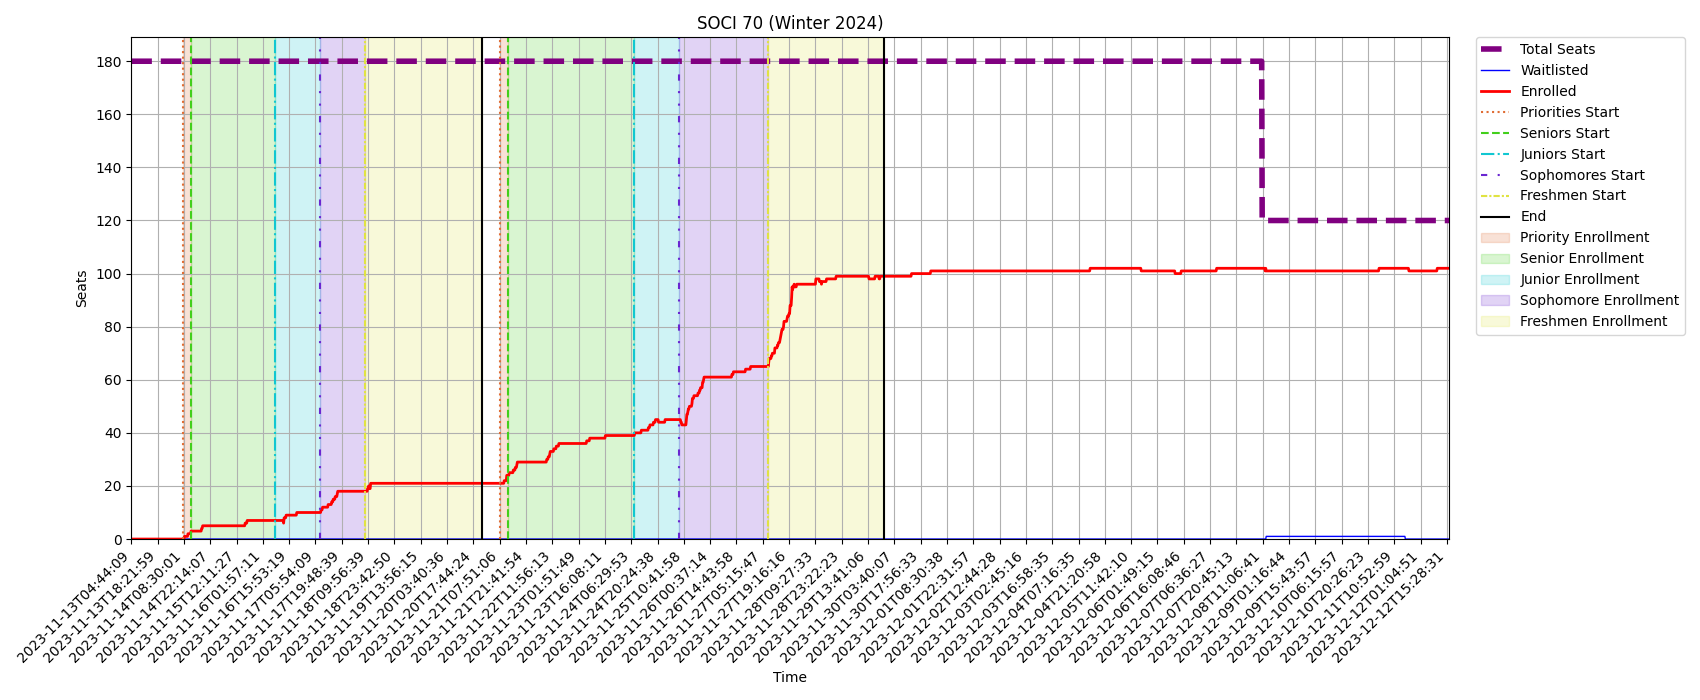 SOCI 70 (Winter 2024)
Seats
180
160
140
120
100
80
60
40
20
0
2023-11-13T04:44:09
2023-11-13T18:21:59
2023-11-14T08:30:01
2023-11-14T22:14:07
2023-11-15T12:11:27
2023-11-16T01:57:11
2023-11-16T15:53:19
2023-11-17T05:54:09
2023-11-17T19:48:39
2023-11-18T09:56:39
2023-11-18T23:42:50
2023-11-19T13:56:15
2023-11-20T03:40:36
2023-11-20T17:44:24
2023-11-21T07:51:06
2023-11-21T21:41:54
2023-11-22T11:56:13
2023-11-23T01:51:49
2023-11-23T16:08:11
2023-11-24T06:29:53
2023-11-24T20:24:38
2023-11-25T10:41:58
2023-11-26T00:37:14
2023-11-26T14:43:58
2023-11-27T05:15:47
2023-11-27T19:16:16
2023-11-28T09:27:33
2023-11-28T23:22:23
2023-11-29T13:41:06
2023-11-30T03:40:07
2023-11-30T17:56:33
2023-12-01T08:30:38
2023-12-01T22:31:57
2023-12-02T12:44:28
2023-12-03T02:45:16
2023-12-03T16:58:35
2023-12-04T07:16:35
2023-12-04T21:20:58
2023-12-05T11:42:10
2023-12-06T01:49:15
2023-12-06T16:08:46
2023-12-07T06:36:27
2023-12-07T20:45:13
2023-12-08T11:06:41
2023-12-09T01:16:44
2023-12-09T15:43:57
2023-12-10T06:15:57
2023-12-10T20:26:23
2023-12-11T10:52:59
2023-12-12T01:04:51
2023-12-12T15:28:31
Time
Total Seats
Waitlisted
Enrolled
Priorities Start
Seniors Start
Juniors Start
Sophomores Start
Freshmen Start
End
Priority Enrollment
Senior Enrollment
Junior Enrollment
Sophomore Enrollment
Freshmen Enrollment